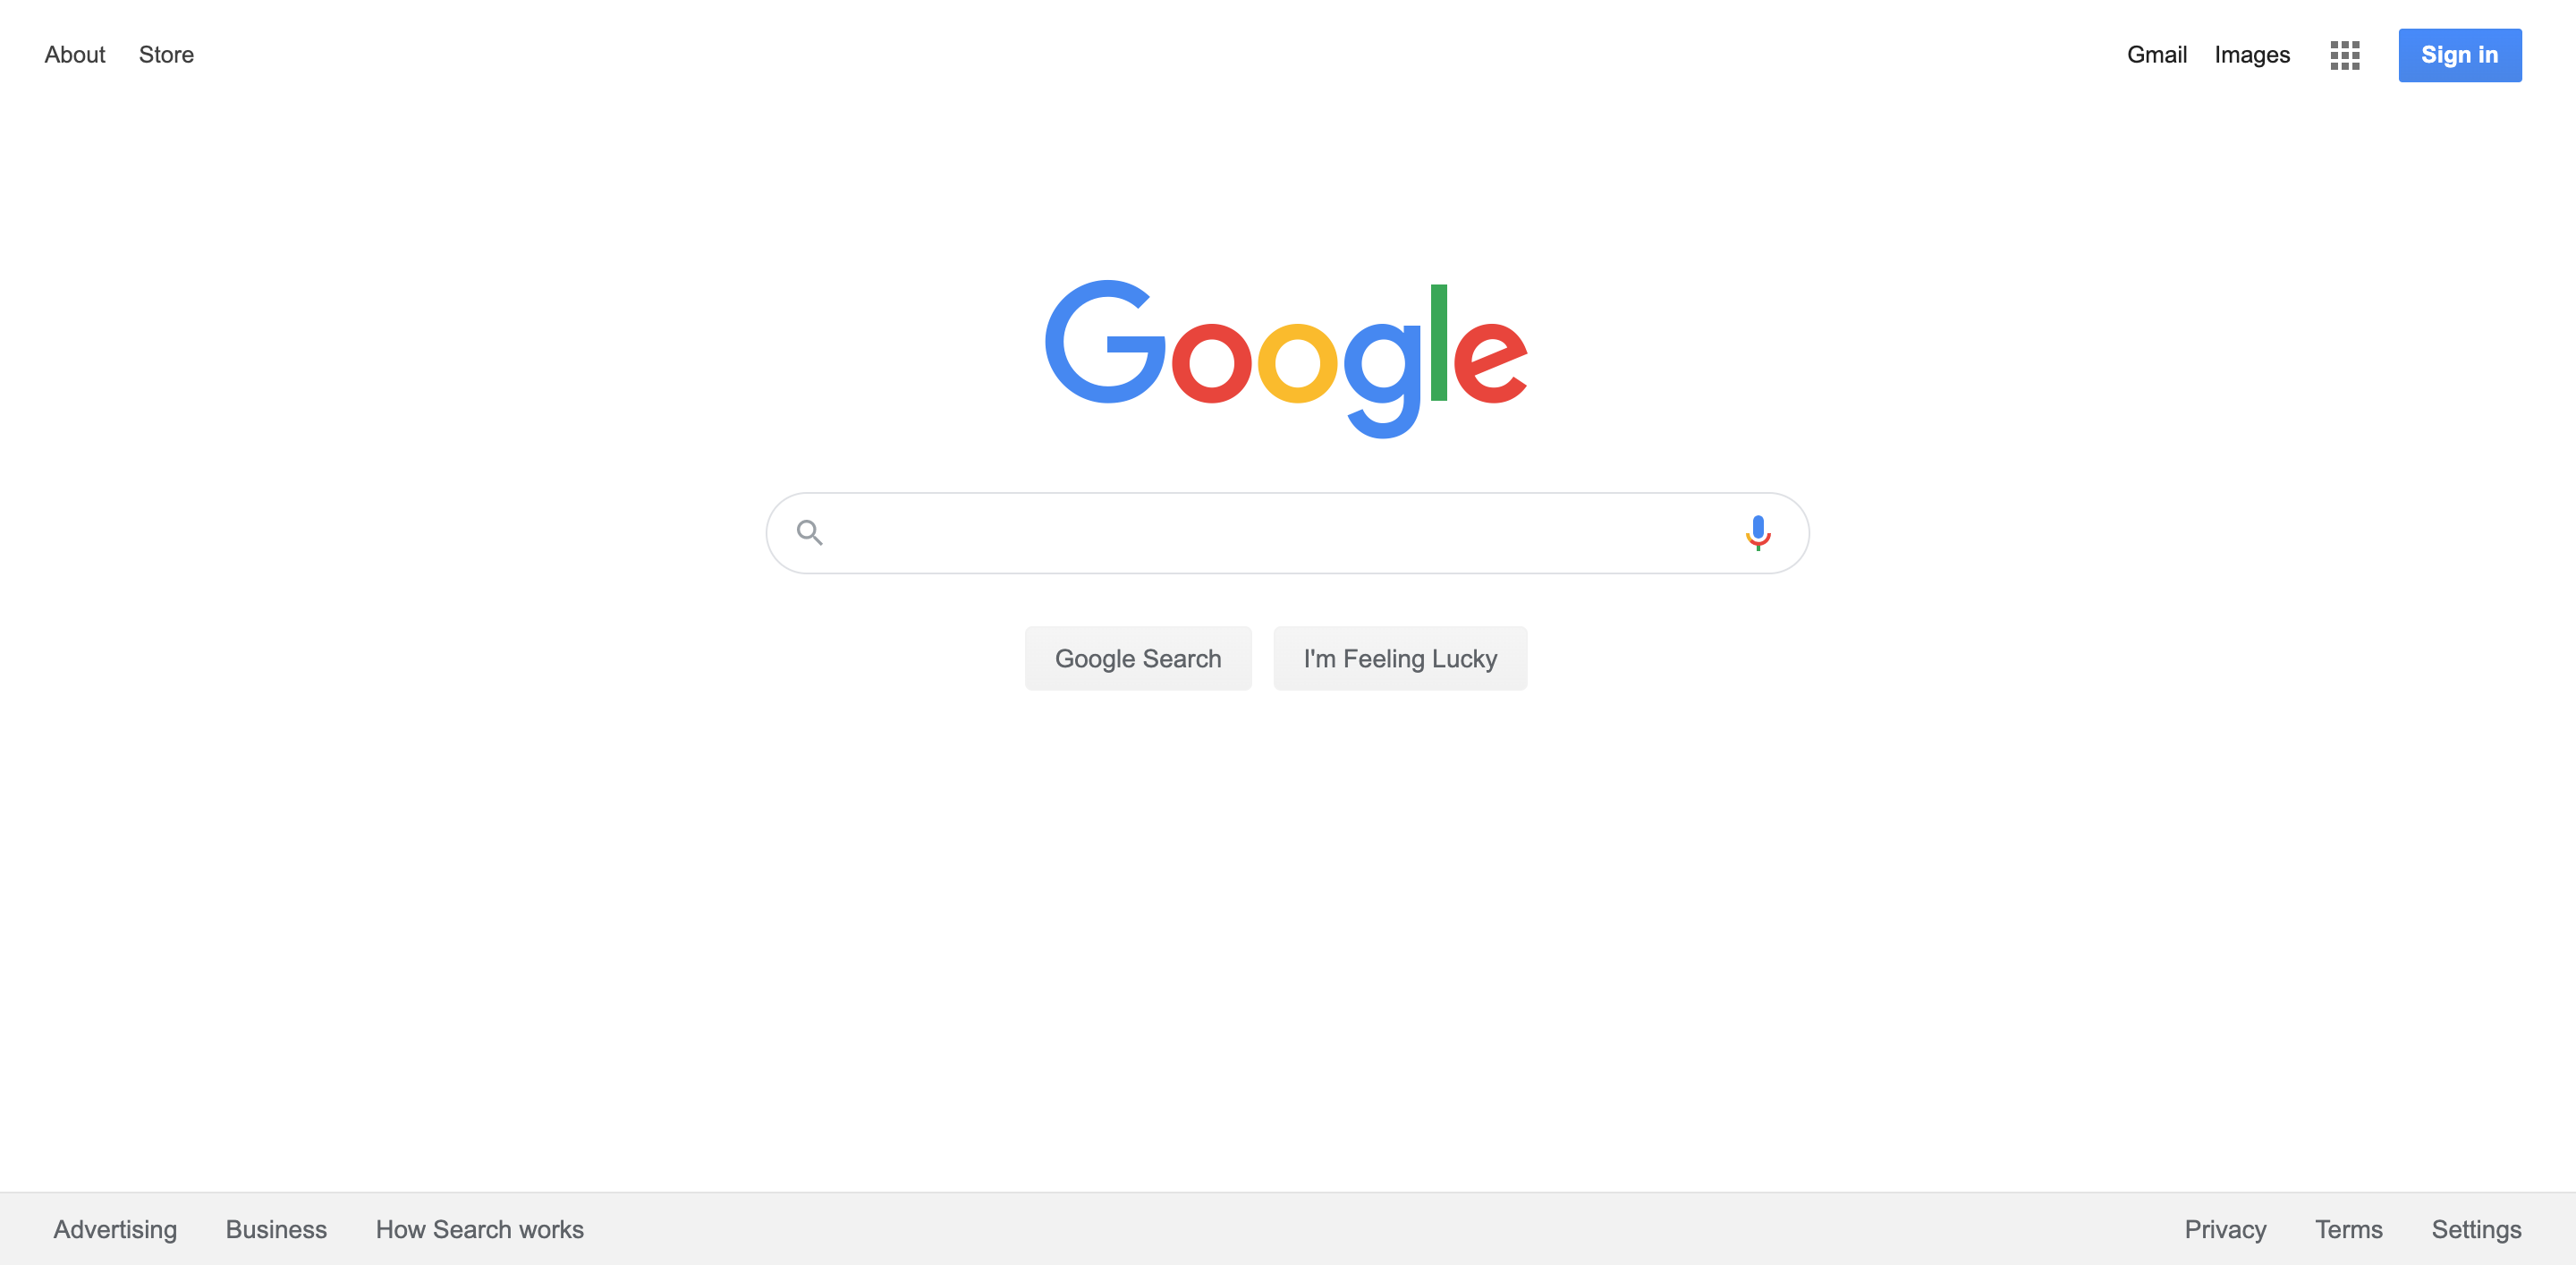 About Store Gmail Images Sign in
Google
Google Search I'm Feeling Lucky
Advertising Business How Search works Privacy Terms Settings